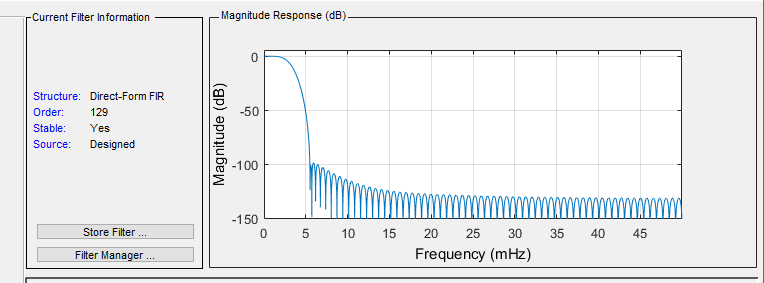 Current Filter Information
Structure: Direct-Form FIR
Order: 129
Stable: Yes
Source: Designed
Store Filter ...
Filter Manager ...
Magnitude Response (dB)
Magnitude (dB)
0
-50
-100
-150
0 5 10 15 20 25 30 35 40 45
Frequency (mHz)